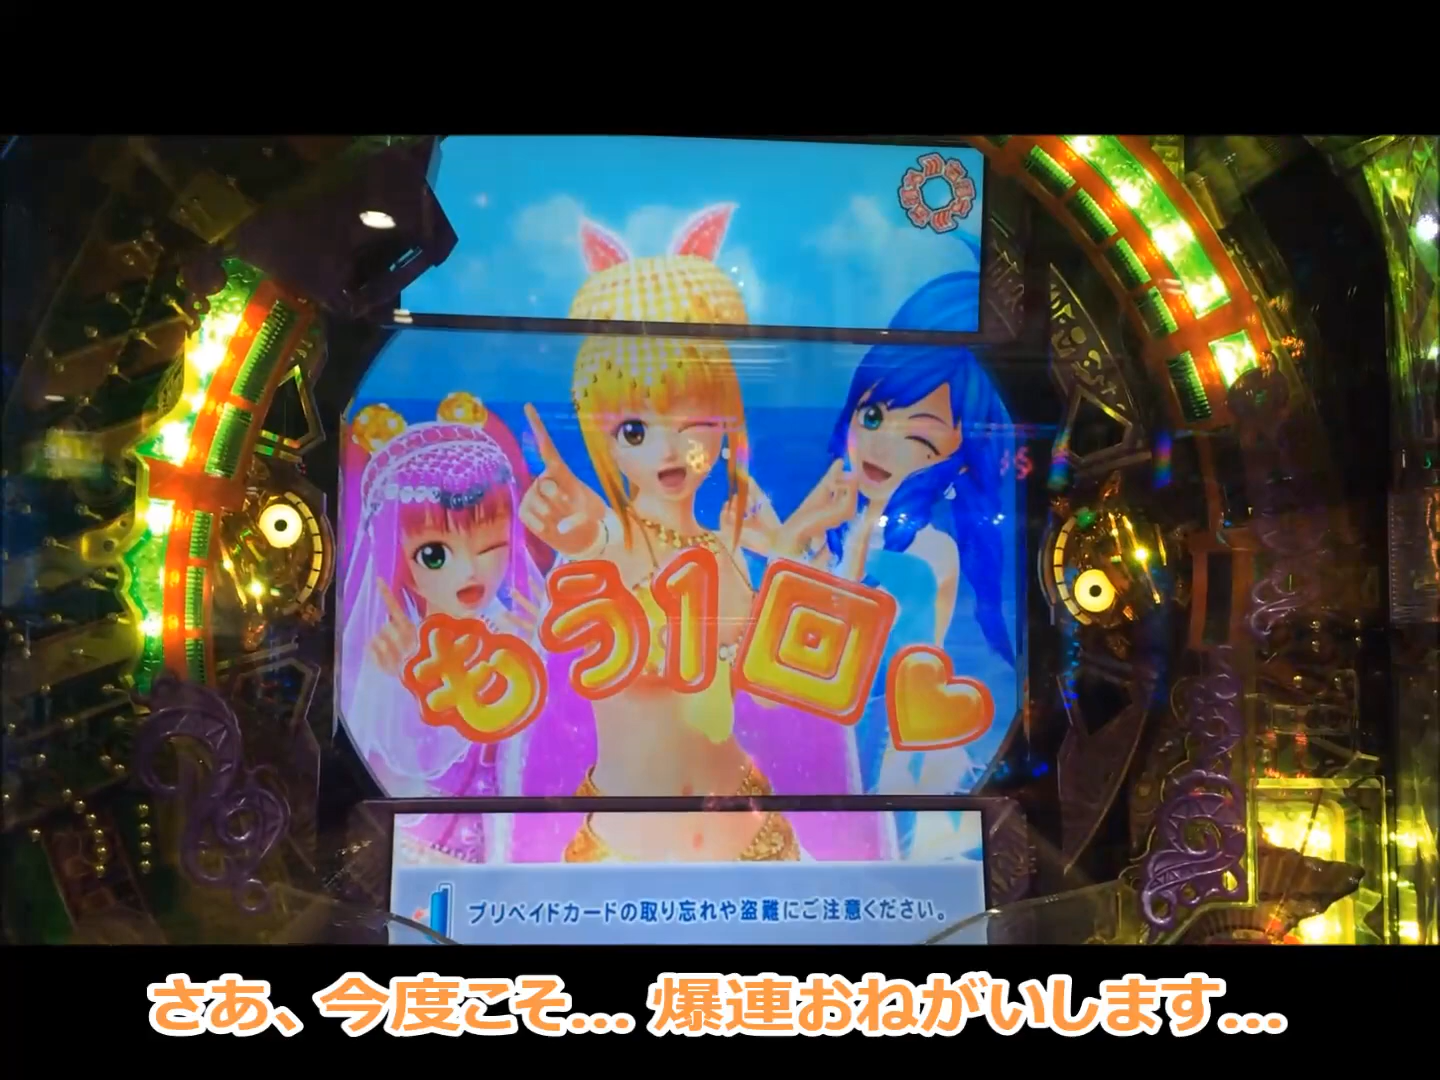 もう1回♥
プリペイドカードの取り忘れや盗難にご注意ください。
さあ、今度こそ… 爆連おねがいします…